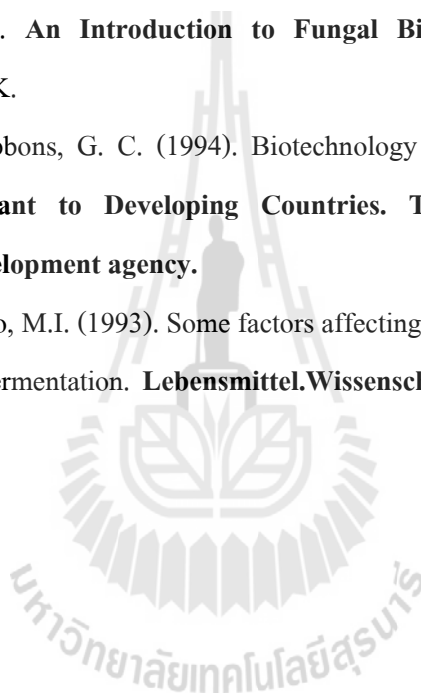 . An Introduction to Fungal Bi
K.
bbons, G. C. (1994). Biotechnology
ant to Developing Countries. T
elopment agency.
o, M.I. (1993). Some factors affecting
fermentation. Lebensmittel.Wissensch
มหาวิทยาลัยเทคโนโลยีสุรนารี